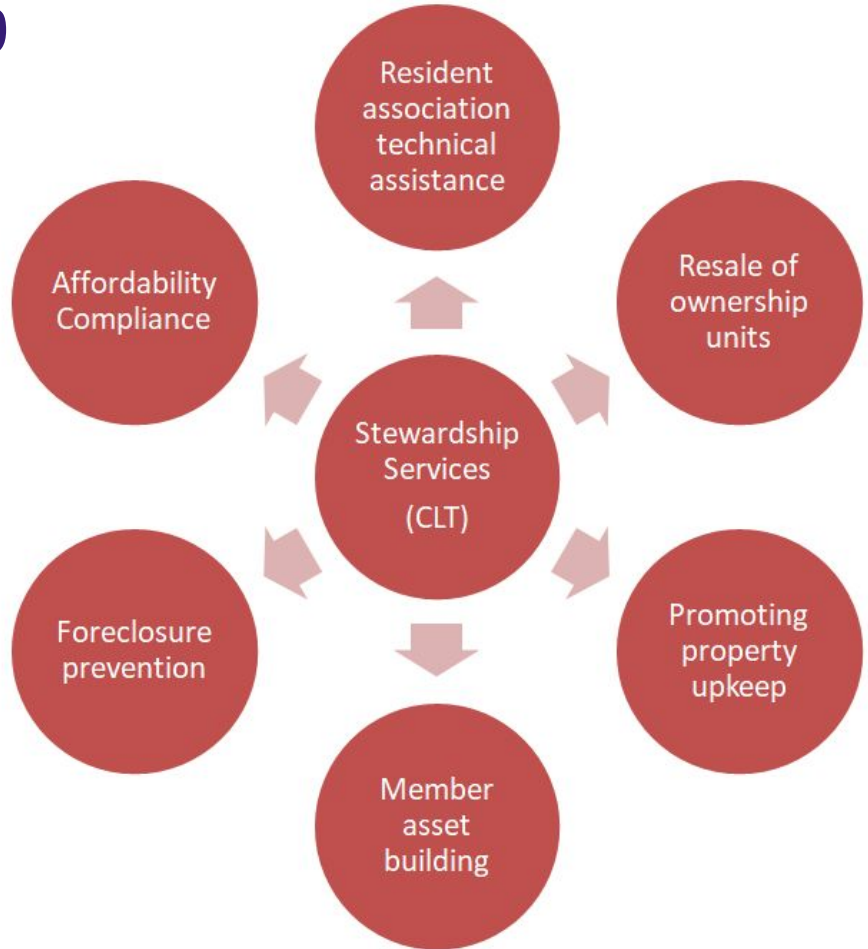 Resident
association
technical
assistance
Resale of
ownership
units
Promoting
property
upkeep
Member
asset
building
Foreclosure
prevention
Affordability
Compliance
Stewardship
Services
(CLT)